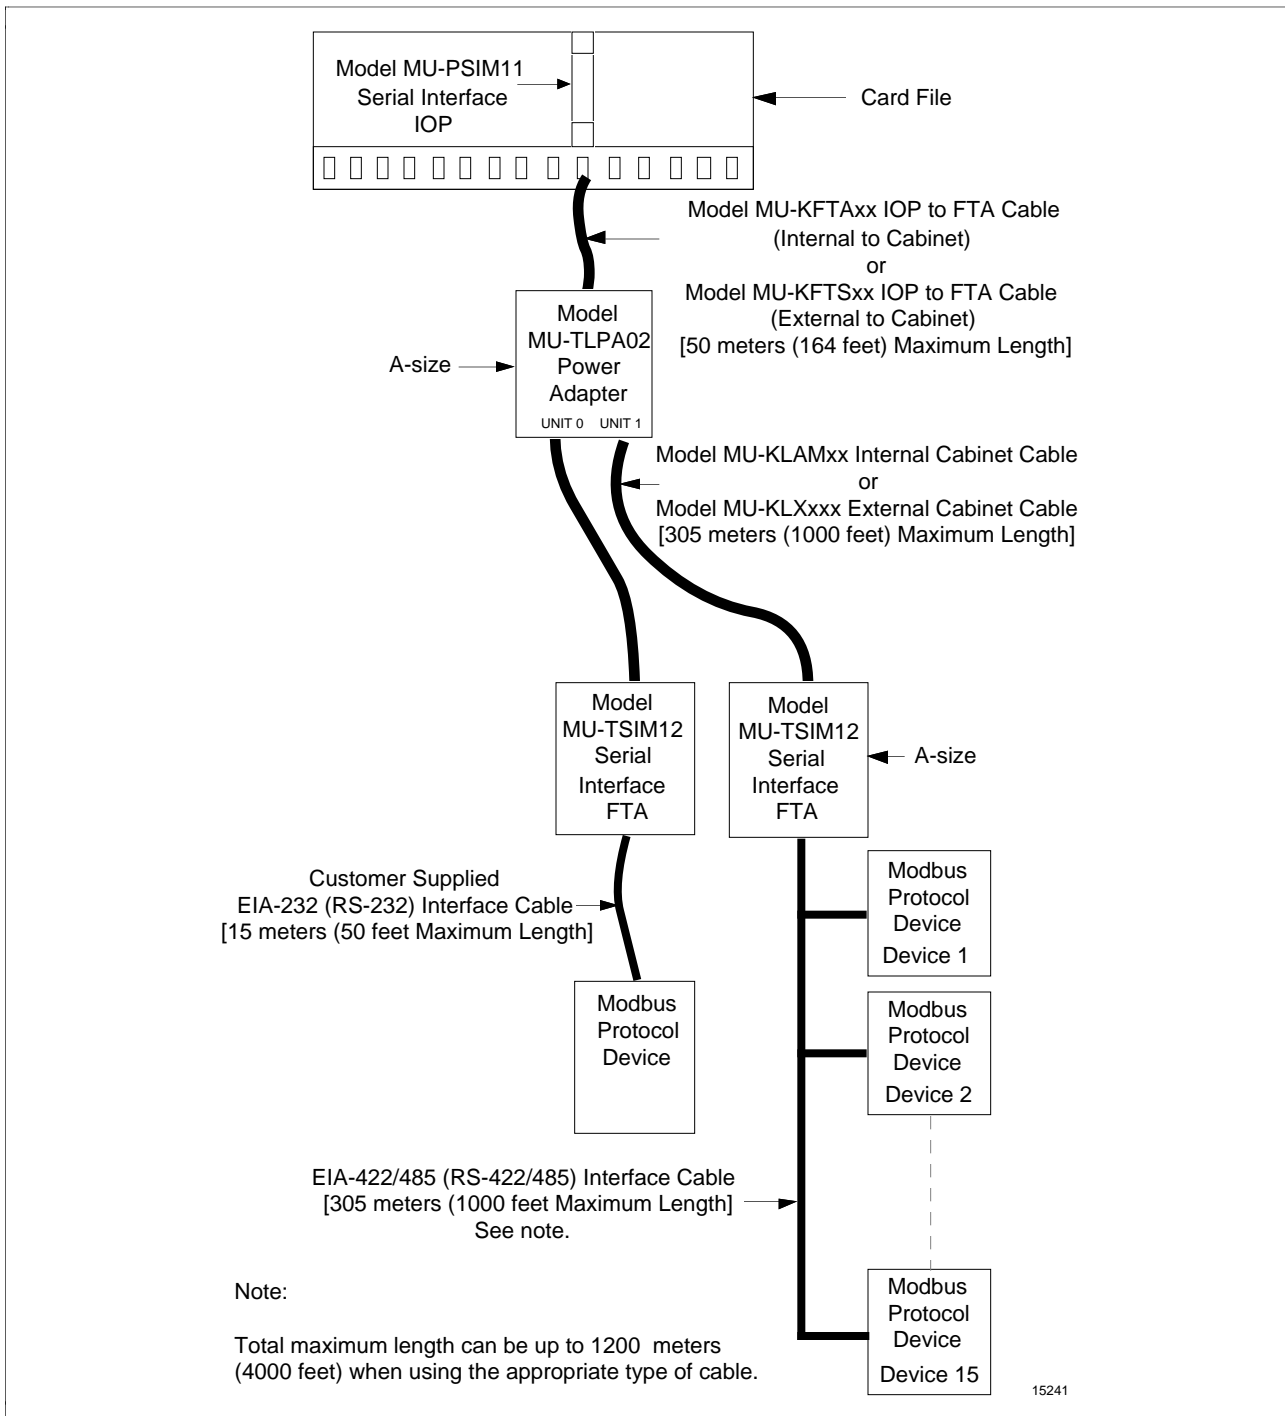 Model MU-PSIM11
Serial Interface
IOP
Card File
Model MU-KFTAxx IOP to FTA Cable
(Internal to Cabinet)
or
Model MU-KFTSxx IOP to FTA Cable
(External to Cabinet)
[50 meters (164 feet) Maximum Length]
Model
MU-TLPA02
Power
Adapter
UNIT 0 UNIT 1
A-size
Model MU-KLAMxx Internal Cabinet Cable
or
Model MU-KLXxxx External Cabinet Cable
[305 meters (1000 feet) Maximum Length]
Model
MU-TSIM12
Serial
Interface
FTA
Model
MU-TSIM12
Serial
Interface
FTA
A-size
Customer Supplied
EIA-232 (RS-232) Interface Cable
[15 meters (50 feet Maximum Length]
Modbus
Protocol
Device
Modbus
Protocol
Device
Device 1
Modbus
Protocol
Device
Device 2
EIA-422/485 (RS-422/485) Interface Cable
[305 meters (1000 feet Maximum Length]
See note.
Modbus
Protocol
Device
Device 15
Note:
Total maximum length can be up to 1200 meters
(4000 feet) when using the appropriate type of cable.
15241